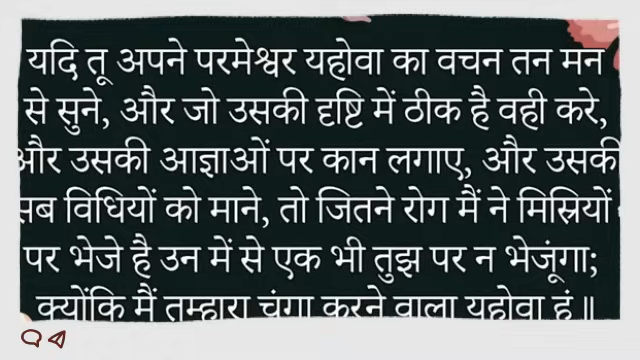 यदि तू अपने परमेश्वर यहोवा का वचन तन मन
से सुने, और जो उसकी दृष्टि में ठीक है वही करे,
और उसकी आज्ञाओं पर कान लगाए, और उसकी
सब विधियों को माने, तो जितने रोग मैं ने मिस्रियों
पर भेजे है उन में से एक भी तुझ पर न भेजूंगा;
क्योंकि मैं तुम्हारा चंगा करने वाला यहोवा हूं॥